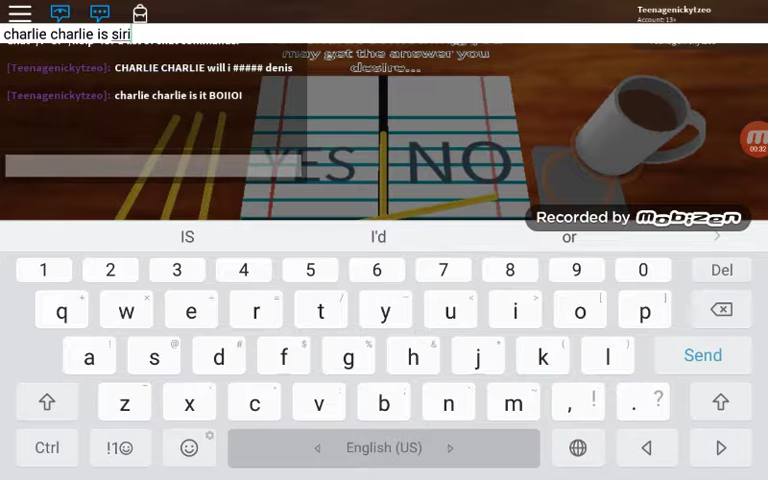 Teenagenickytzeo
Account: 13+
charlie charlie is siri
may get the answer you
desire...
[Teenagenickytzeo]: CHARLIE CHARLIE will i ##### denis
[Teenagenickytzeo]: charlie charlie is it BOIIOI
YES NO
00:32
Recorded by Mobizen
IS I'd or
1 2 3 4 5 6 7 8 9 0 Del
q w e r t y u i o p
a s d f g h j k l Send
z x c v b n m , ! . ?
Ctrl !1☺ English (US)